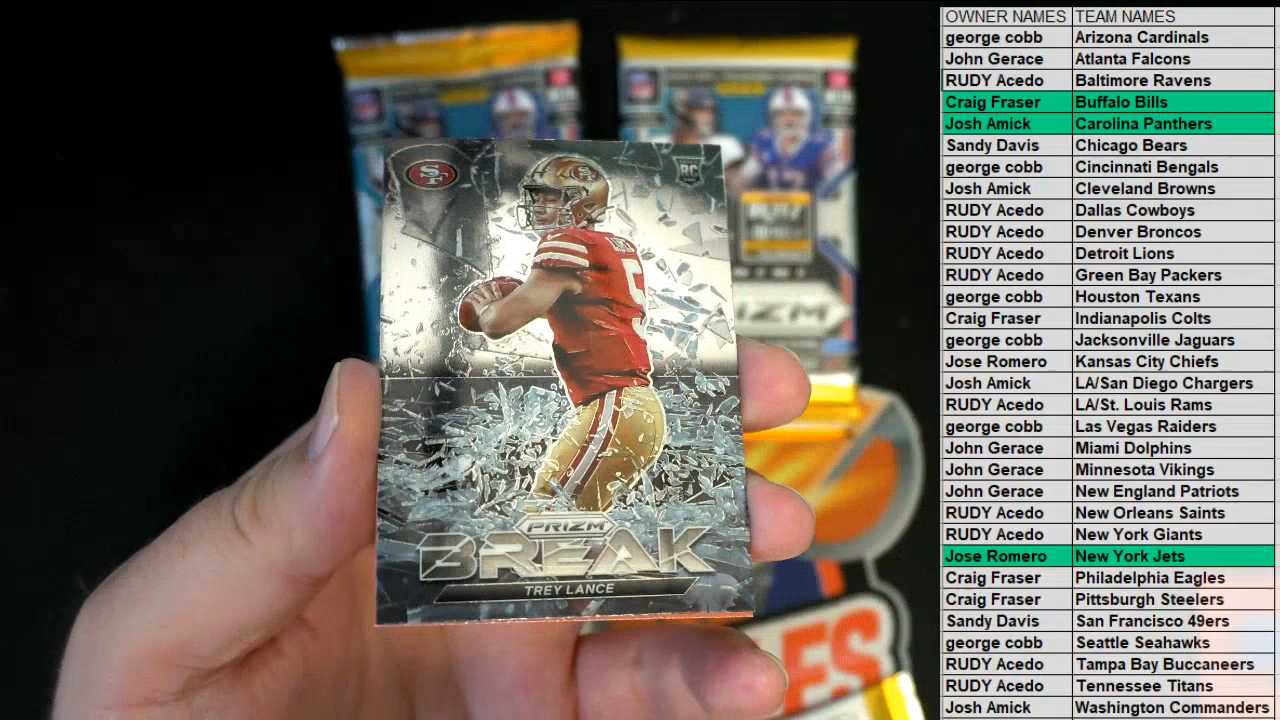 OWNER NAMES TEAM NAMES
george cobb Arizona Cardinals
John Gerace Atlanta Falcons
RUDY Acedo Baltimore Ravens
Craig Fraser Buffalo Bills
Josh Amick Carolina Panthers
Sandy Davis Chicago Bears
george cobb Cincinnati Bengals
Josh Amick Cleveland Browns
RUDY Acedo Dallas Cowboys
RUDY Acedo Denver Broncos
RUDY Acedo Detroit Lions
RUDY Acedo Green Bay Packers
george cobb Houston Texans
Craig Fraser Indianapolis Colts
george cobb Jacksonville Jaguars
Jose Romero Kansas City Chiefs
Josh Amick LA/San Diego Chargers
RUDY Acedo LA/St. Louis Rams
george cobb Las Vegas Raiders
John Gerace Miami Dolphins
John Gerace Minnesota Vikings
John Gerace New England Patriots
RUDY Acedo New Orleans Saints
RUDY Acedo New York Giants
Jose Romero New York Jets
Craig Fraser Philadelphia Eagles
Craig Fraser Pittsburgh Steelers
Sandy Davis San Francisco 49ers
george cobb Seattle Seahawks
RUDY Acedo Tampa Bay Buccaneers
RUDY Acedo Tennessee Titans
Josh Amick Washington Commanders
SF
RC
5
PRIZM
BREAK
TREY LANCE
PRIZM
ES